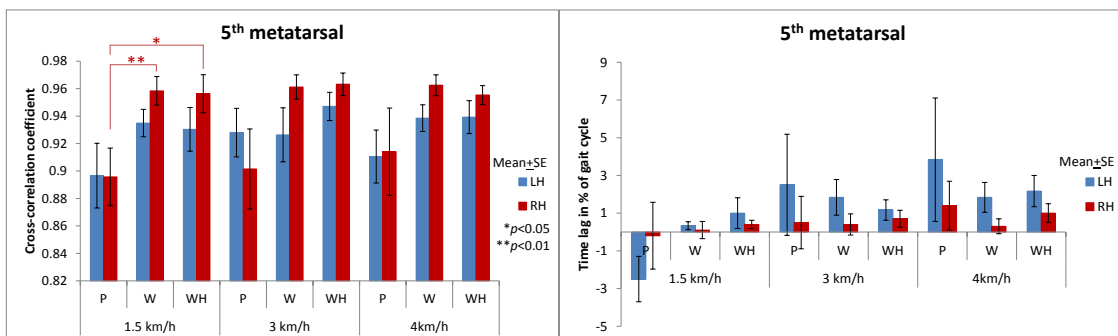 5th metatarsal
Cross-correlation coefficient
0.98
0.96
0.94
0.92
0.9
0.88
0.86
0.84
0.82
*
**
P W WH P W WH P W WH
1.5 km/h 3 km/h 4 km/h
Mean±SE
LH
RH
*p<0.05
**p<0.01
5th metatarsal
Time lag in % of gait cycle
9
7
5
3
1
-1
-3
-5
P W WH P W WH P W WH
1.5 km/h 3 km/h 4km/h
Mean±SE
LH
RH